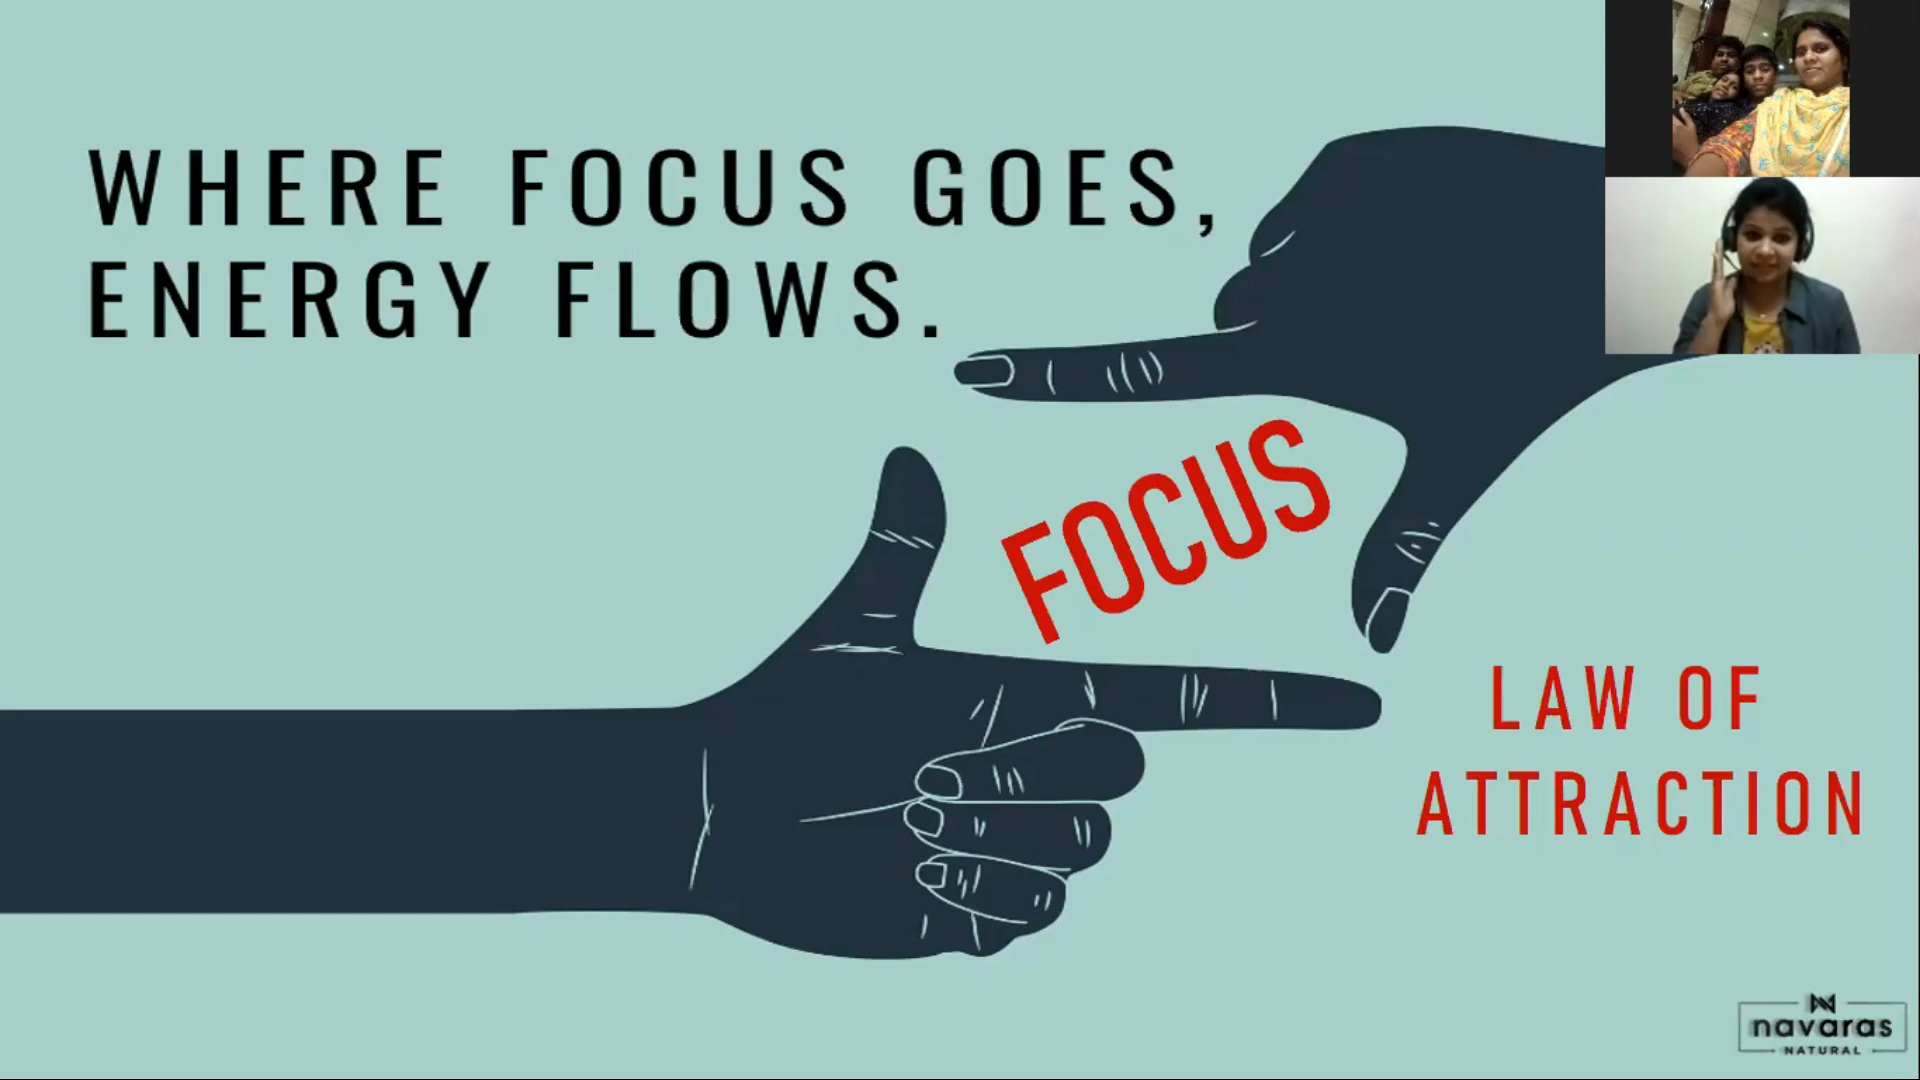 WHERE FOCUS GOES,
ENERGY FLOWS.
FOCUS
LAW OF
ATTRACTION
navaras
NATURAL